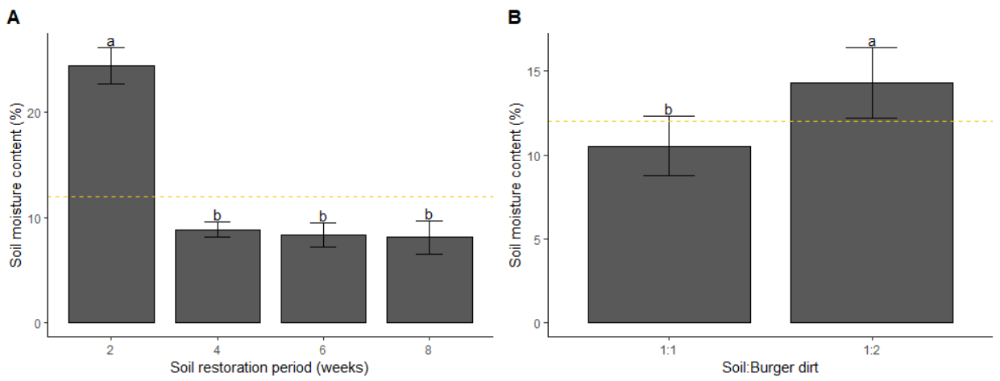 A
Soil moisture content (%)
20
10
0
a
b
b
b
2
4
6
8
Soil restoration period (weeks)
B
Soil moisture content (%)
15
10
5
0
b
a
1:1
1:2
Soil:Burger dirt